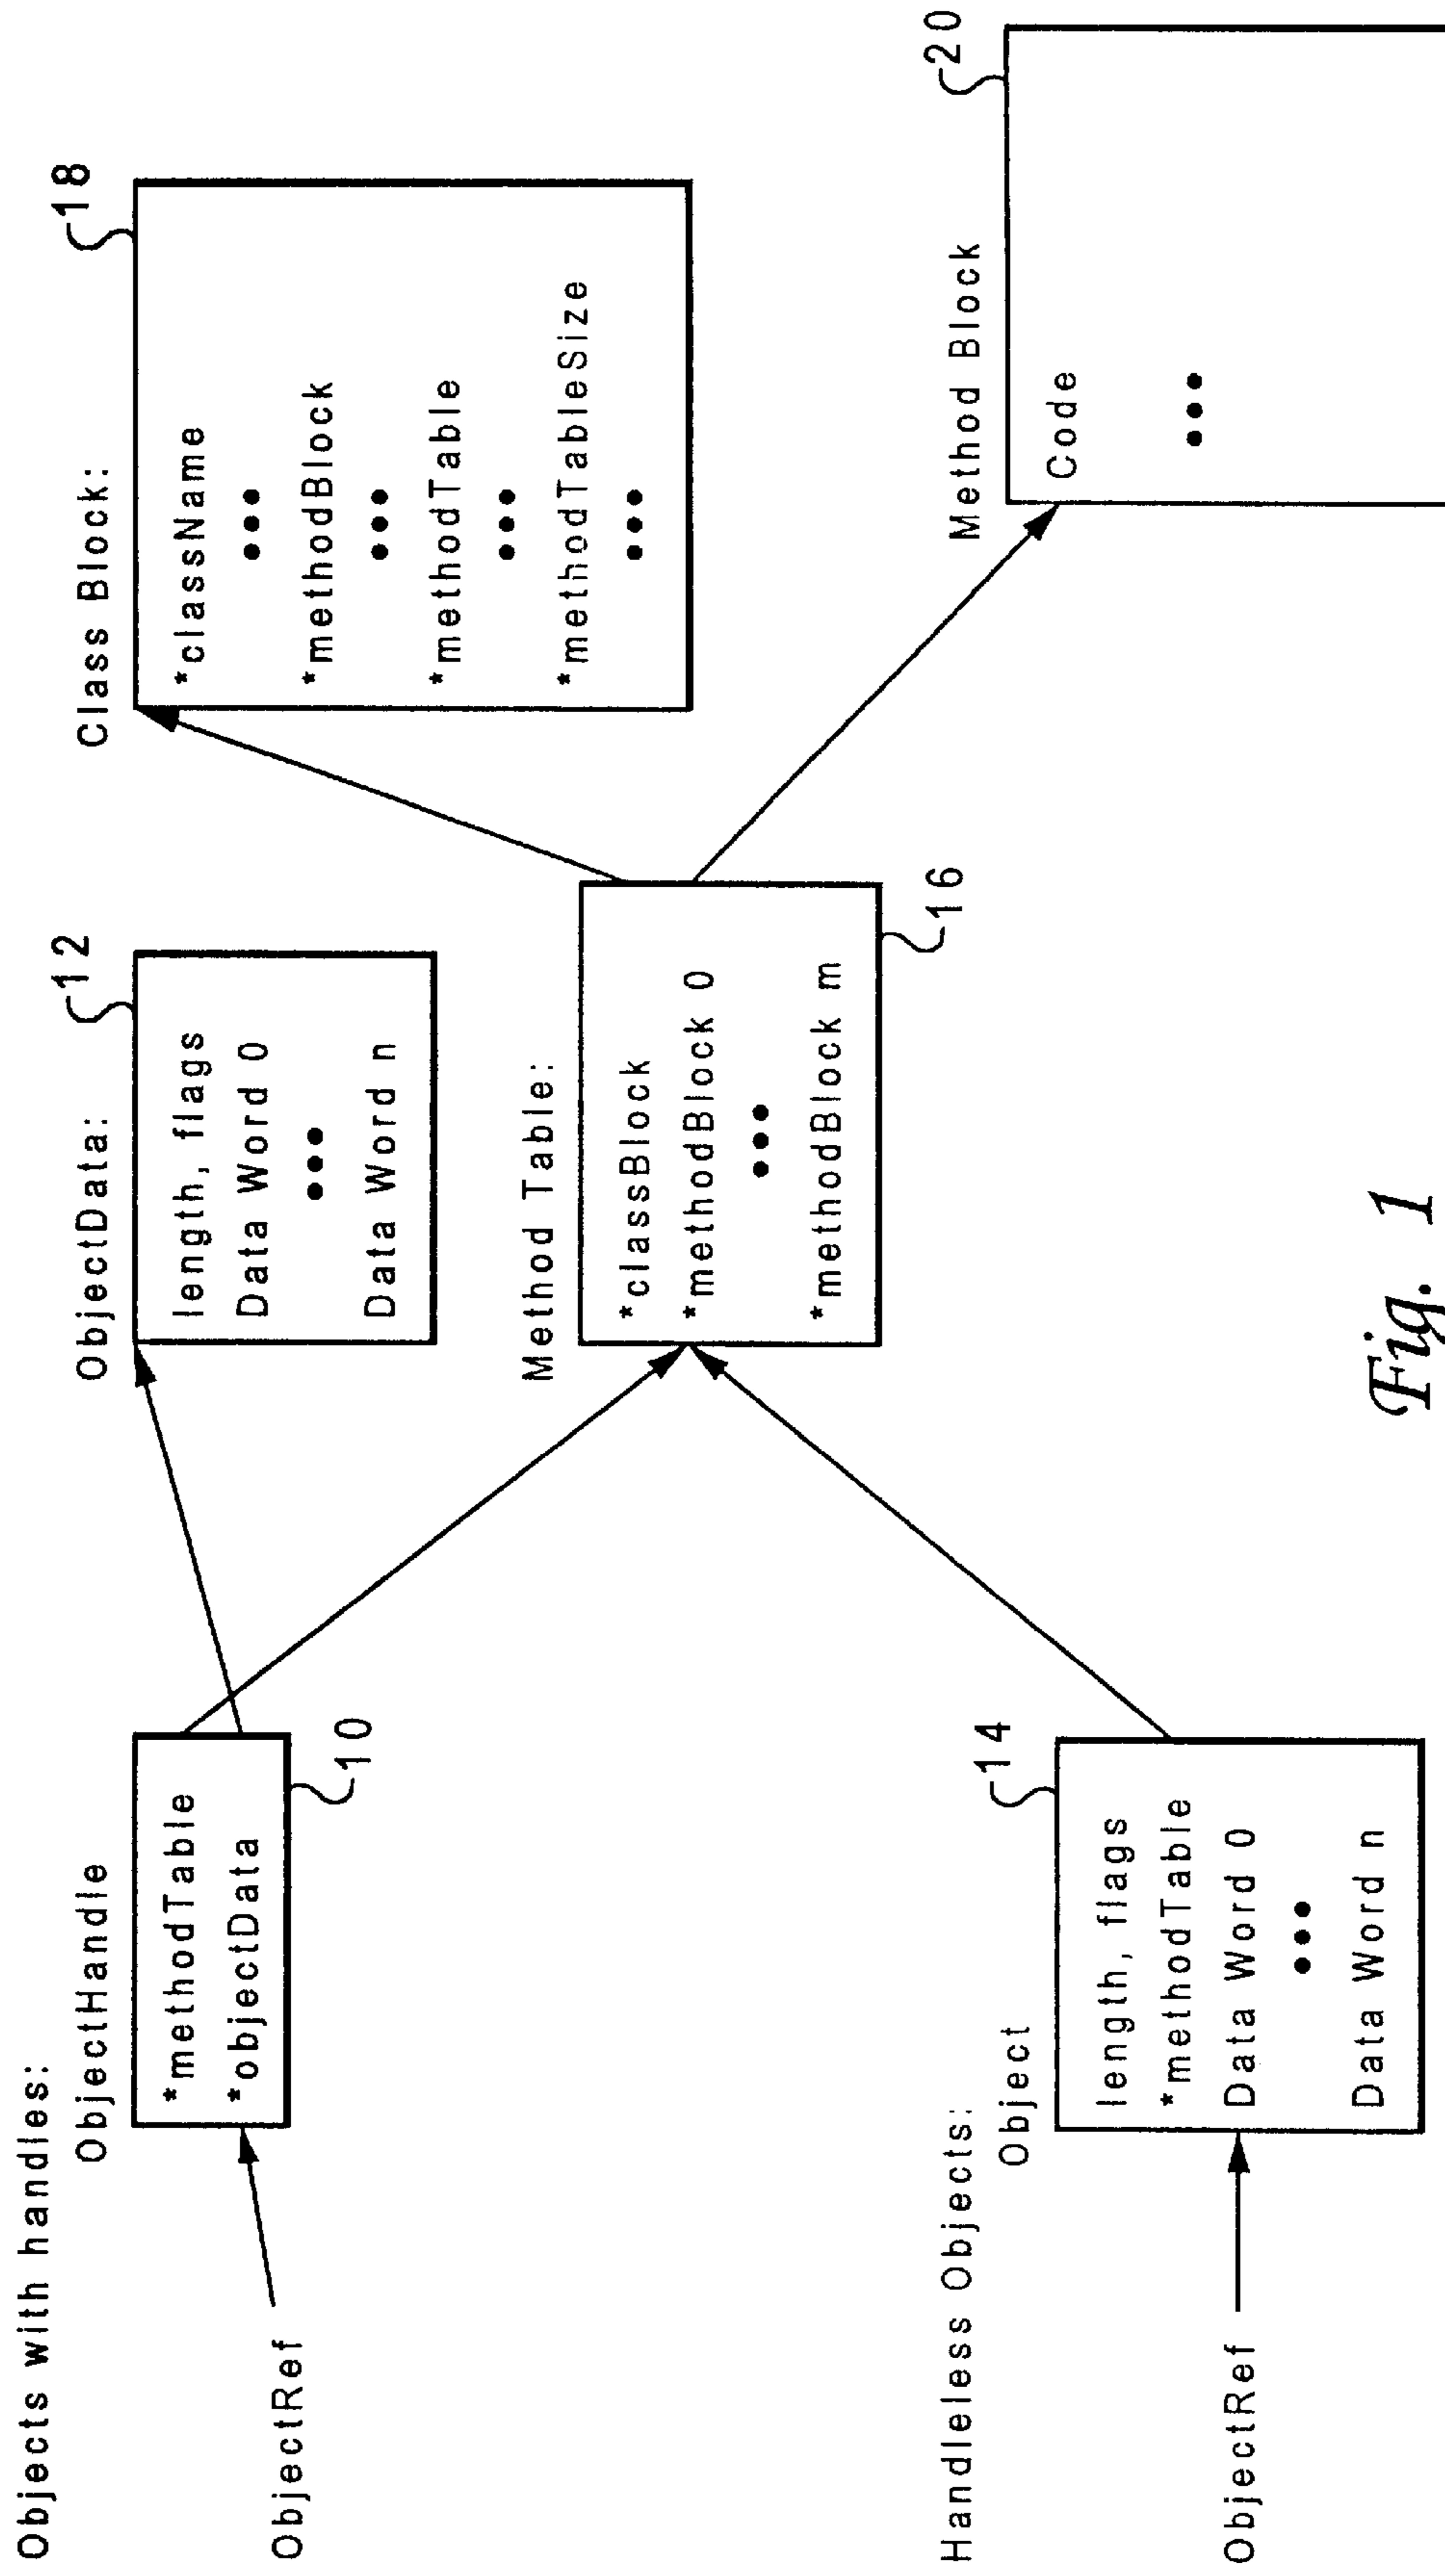 Objects with handles:
ObjectHandle
*methodTable
*objectData
10
ObjectRef
ObjectData:
12
length, flags
Data Word 0
•••
Data Word n
Class Block:
18
*className
•••
*methodBlock
•••
*methodTable
•••
*methodTableSize
•••
Method Table:
*classBlock
*methodBlock 0
•••
*methodBlock m
16
Handleless Objects:
Object
14
length, flags
*methodTable
Data Word 0
•••
Data Word n
ObjectRef
Method Block
20
Code
•••
Fig. 1